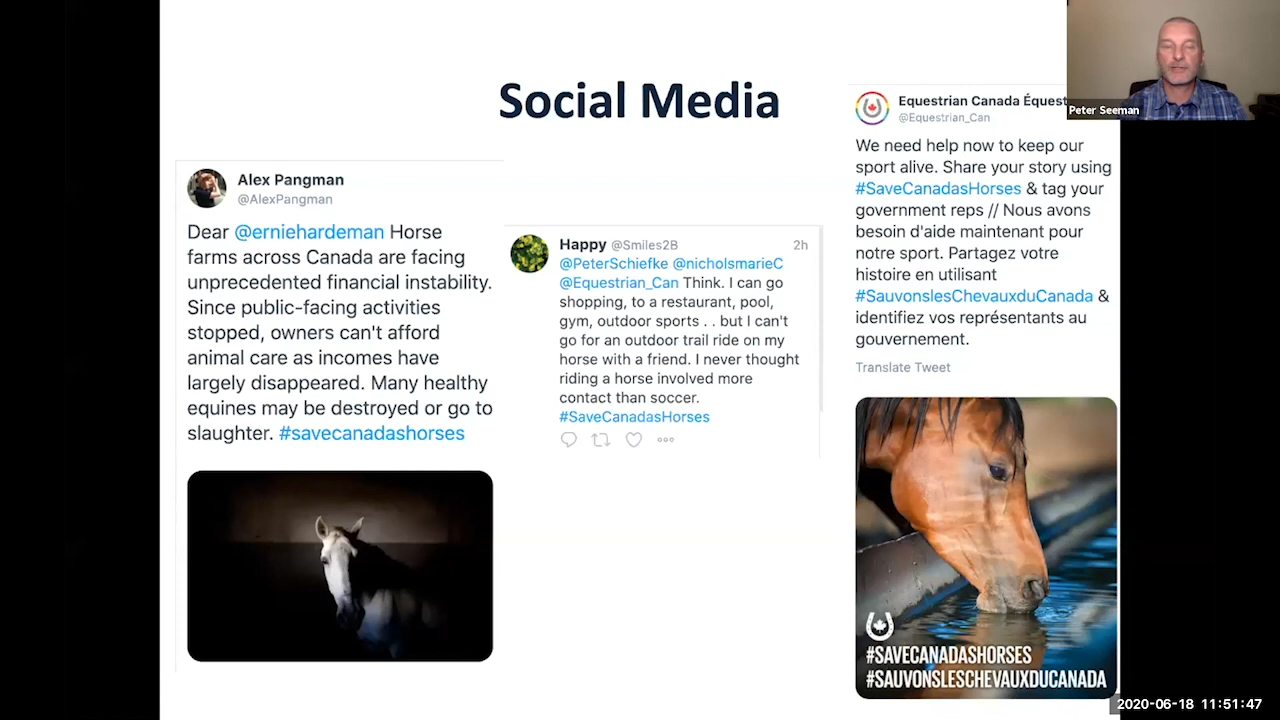 Social Media
Peter Seeman
Alex Pangman
@AlexPangman
Dear @erniehardeman Horse
farms across Canada are facing
unprecedented financial instability.
Since public-facing activities
stopped, owners can't afford
animal care as incomes have
largely disappeared. Many healthy
equines may be destroyed or go to
slaughter. #savecanadashorses
Happy @Smiles2B 2h
@PeterSchiefke @nicholsmarieC
@Equestrian_Can Think. I can go
shopping, to a restaurant, pool,
gym, outdoor sports . . but I can't
go for an outdoor trail ride on my
horse with a friend. I never thought
riding a horse involved more
contact than soccer.
#SaveCanadasHorses
Equestrian Canada Équest
@Equestrian_Can
We need help now to keep our
sport alive. Share your story using
#SaveCanadasHorses & tag your
government reps // Nous avons
besoin d'aide maintenant pour
notre sport. Partagez votre
histoire en utilisant
#SauvonslesChevauxduCanada &
identifiez vos représentants au
gouvernement.
Translate Tweet
#SAVECANADASHORSES
#SAUVONSLESCHEVAUXDUCANADA
2020-06-18 11:51:47